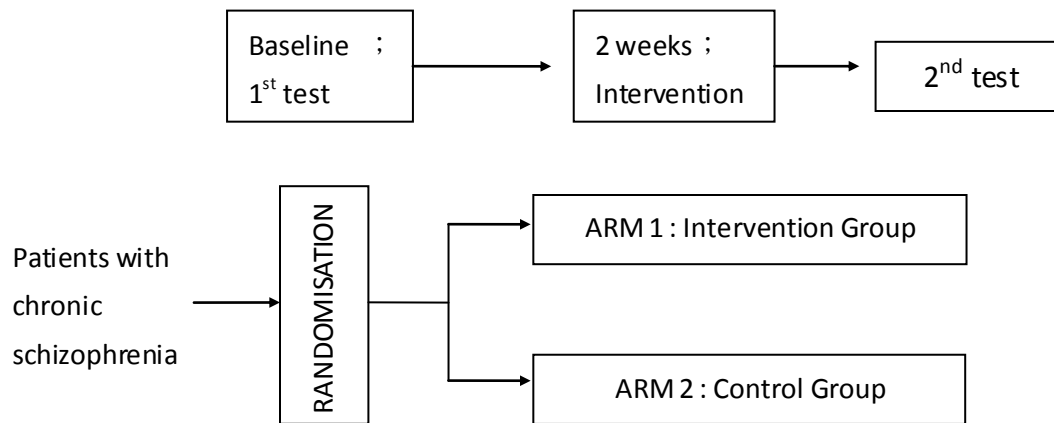 Baseline ；
1st test
2 weeks；
Intervention
2nd test
Patients with
chronic
schizophrenia
RANDOMISATION
ARM 1 : Intervention Group
ARM 2 : Control Group